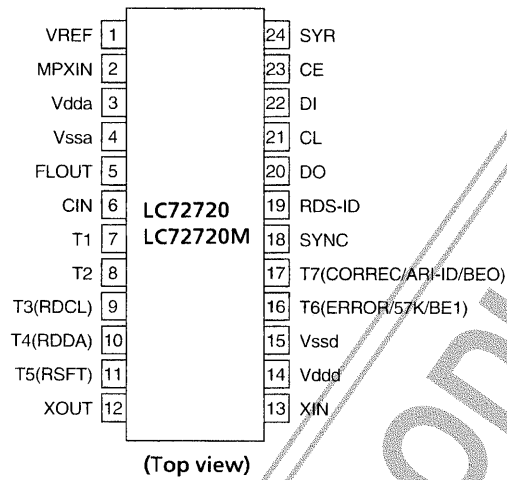 VREF 1 24 SYR
MPXIN 2 23 CE
Vdda 3 22 DI
Vssa 4 21 CL
FLOUT 5 20 DO
CIN 6 LC72720 19 RDS-ID
T1 7 LC72720M 18 SYNC
T2 8 17 T7(CORREC/ARI-ID/BEO)
T3(RDCL) 9 16 T6(ERROR/57K/BE1)
T4(RDDA) 10 15 Vssd
T5(RSFT) 11 14 Vddd
XOUT 12 13 XIN
(Top view)